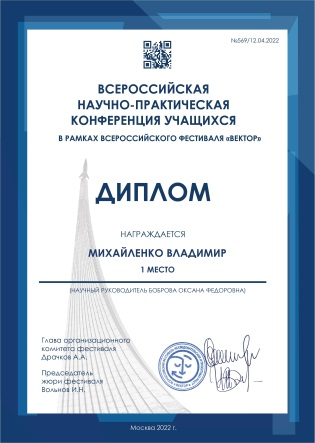 №569/12.04.2022
ВСЕРОССИЙСКАЯ
НАУЧНО-ПРАКТИЧЕСКАЯ
КОНФЕРЕНЦИЯ УЧАЩИХСЯ
В РАМКАХ ВСЕРОССИЙСКОГО ФЕСТИВАЛЯ «ВЕКТОР»
ДИПЛОМ
НАГРАЖДАЕТСЯ
МИХАЙЛЕНКО ВЛАДИМИР
1 МЕСТО
(НАУЧНЫЙ РУКОВОДИТЕЛЬ БОБРОВА ОКСАНА ФЕДОРОВНА)
Глава организационного
комитета фестиваля
Драчков А.А.
Председатель
жюри фестиваля
Вольнов И.Н.
Москва 2022 г.